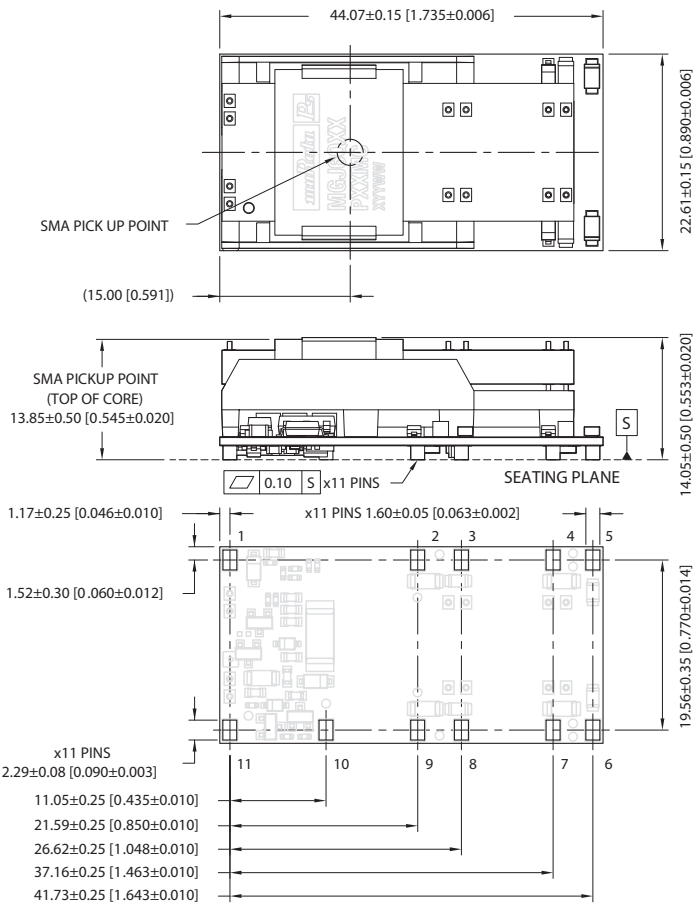 44.07±0.15 [1.735±0.006]
22.61±0.15 [0.890±0.006]
muRata Ps
PXXMC
XYYWW
SMA PICK UP POINT
(15.00 [0.591])
SMA PICKUP POINT
(TOP OF CORE)
13.85±0.50 [0.545±0.020]
14.05±0.50 [0.553±0.020]
S
0.10 S x11 PINS
SEATING PLANE
1.17±0.25 [0.046±0.010]
x11 PINS 1.60±0.05 [0.063±0.002]
1 2 3 4 5
1.52±0.30 [0.060±0.012]
19.56±0.35 [0.770±0.014]
x11 PINS
2.29±0.08 [0.090±0.003]
11 10 9 8 7 6
11.05±0.25 [0.435±0.010]
21.59±0.25 [0.850±0.010]
26.62±0.25 [1.048±0.010]
37.16±0.25 [1.463±0.010]
41.73±0.25 [1.643±0.010]